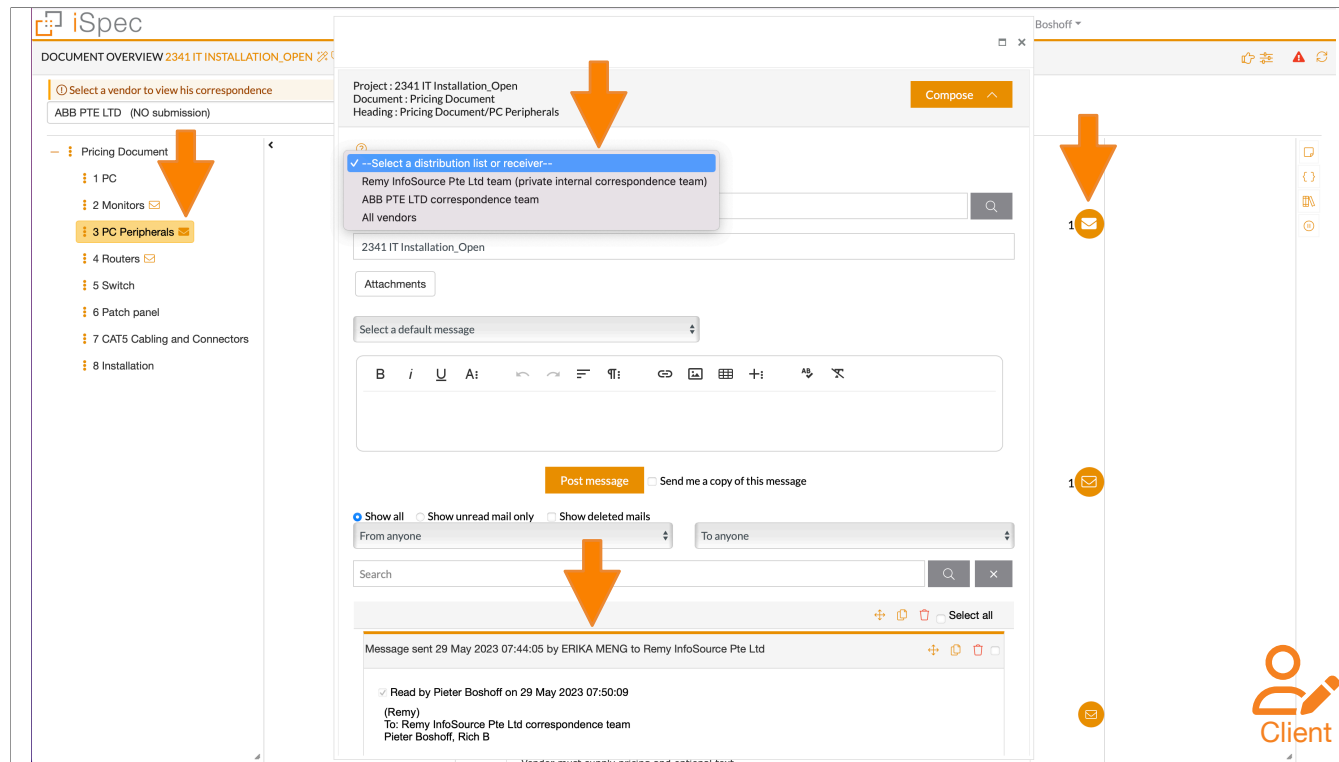 iSpec
Boshoff
DOCUMENT OVERVIEW 2341 IT INSTALLATION_OPEN
Select a vendor to view his correspondence
ABB PTE LTD (NO submission)
Pricing Document
1 PC
2 Monitors
3 PC Peripherals
4 Routers
5 Switch
6 Patch panel
7 CAT5 Cabling and Connectors
8 Installation
Project : 2341 IT Installation_Open
Document : Pricing Document
Heading : Pricing Document/PC Peripherals
Compose
--Select a distribution list or receiver--
Remy InfoSource Pte Ltd team (private internal correspondence team)
ABB PTE LTD correspondence team
All vendors
2341 IT Installation_Open
Attachments
Select a default message
B i U A
Post message
Send me a copy of this message
Show all Show unread mail only Show deleted mails
From anyone To anyone
Search
Select all
Message sent 29 May 2023 07:44:05 by ERIKA MENG to Remy InfoSource Pte Ltd
Read by Pieter Boshoff on 29 May 2023 07:50:09
(Remy)
To: Remy InfoSource Pte Ltd correspondence team
Pieter Boshoff, Rich B
Vendor must supply pricing and optional text
1
1
Client